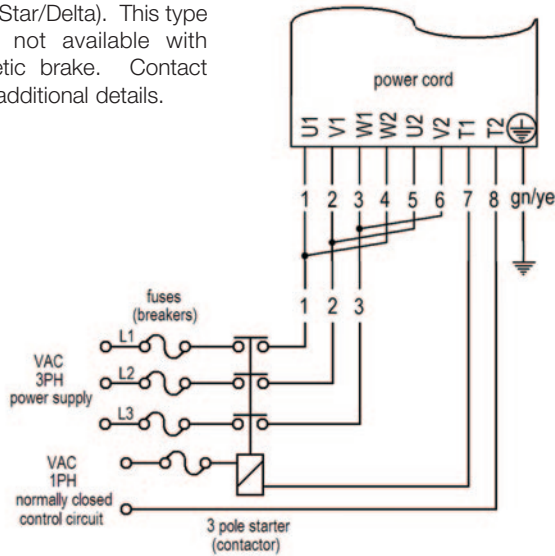 Star/Delta). This type
not available with
etic brake. Contact
additional details.
power cord
U1 V1 W1 W2 U2 V2 T1 T2
1 2 3 4 5 6 7 8 gn/ye
1 2 3
fuses
(breakers)
L1
L2
L3
VAC
3PH
power supply
VAC
1PH
normally closed
control circuit
3 pole starter
(contactor)